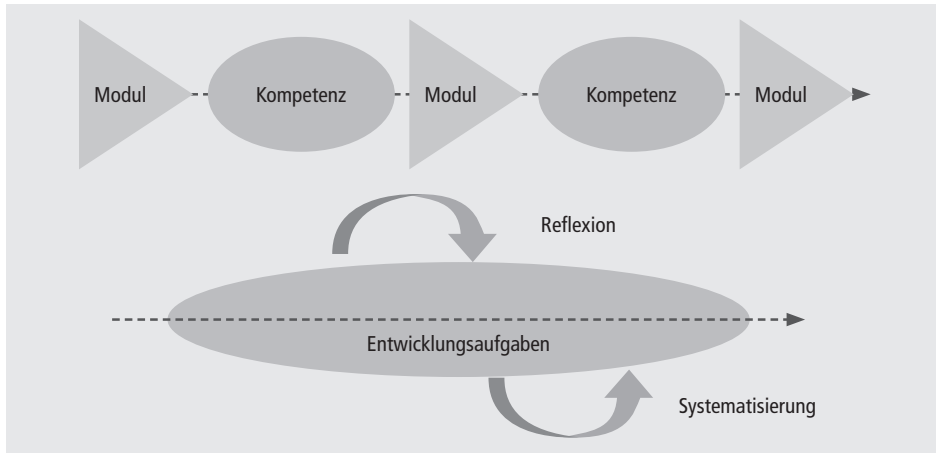 Modul Kompetenz Modul Kompetenz Modul
Reflexion
Entwicklungsaufgaben
Systematisierung